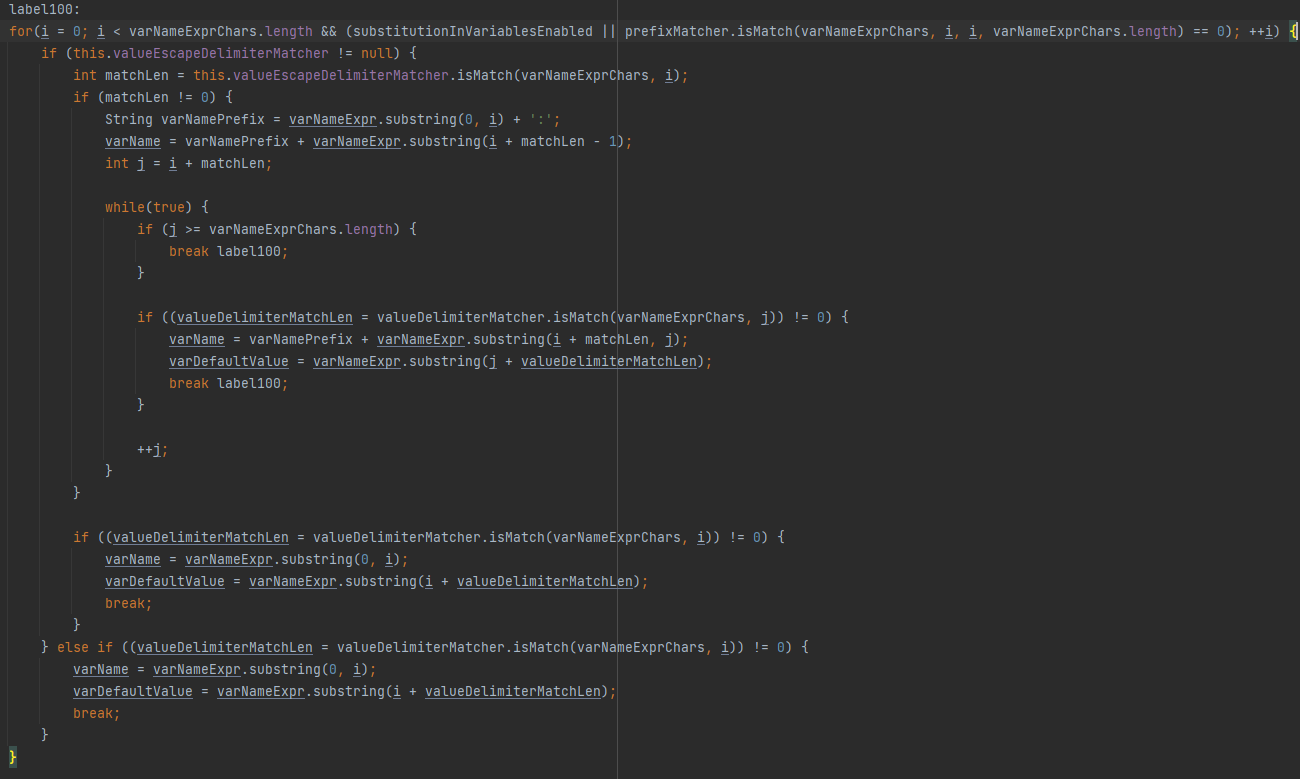 label100:
for(i = 0; i < varNameExprChars.length && (substitutionInVariablesEnabled || prefixMatcher.isMatch(varNameExprChars, i, i, varNameExprChars.length) == 0); ++i) {
if (this.valueEscapeDelimiterMatcher != null) {
int matchLen = this.valueEscapeDelimiterMatcher.isMatch(varNameExprChars, i);
if (matchLen != 0) {
String varNamePrefix = varNameExpr.substring(0, i) + ':';
varName = varNamePrefix + varNameExpr.substring(i + matchLen - 1);
int j = i + matchLen;
while(true) {
if (j >= varNameExprChars.length) {
break label100;
}
if ((valueDelimiterMatchLen = valueDelimiterMatcher.isMatch(varNameExprChars, j)) != 0) {
varName = varNamePrefix + varNameExpr.substring(i + matchLen, j);
varDefaultValue = varNameExpr.substring(j + valueDelimiterMatchLen);
break label100;
}
++j;
}
}
if ((valueDelimiterMatchLen = valueDelimiterMatcher.isMatch(varNameExprChars, i)) != 0) {
varName = varNameExpr.substring(0, i);
varDefaultValue = varNameExpr.substring(i + valueDelimiterMatchLen);
break;
}
} else if ((valueDelimiterMatchLen = valueDelimiterMatcher.isMatch(varNameExprChars, i)) != 0) {
varName = varNameExpr.substring(0, i);
varDefaultValue = varNameExpr.substring(i + valueDelimiterMatchLen);
break;
}
}